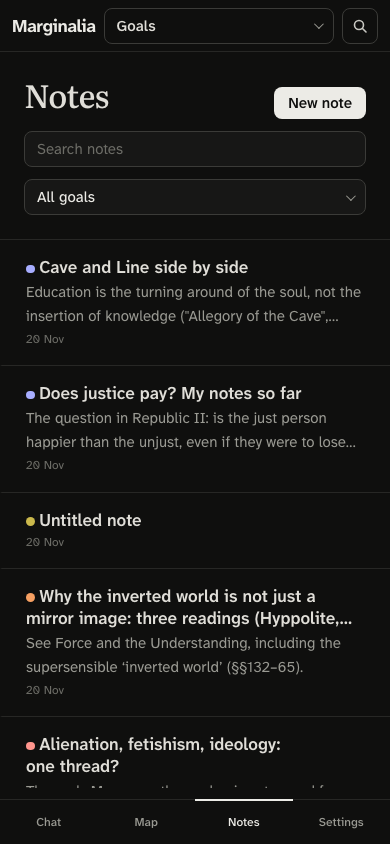 Marginalia
Goals
Notes
New note
Search notes
All goals
Cave and Line side by side
Education is the turning around of the soul, not the
insertion of knowledge ("Allegory of the Cave",...
20 Nov
Does justice pay? My notes so far
The question in Republic II: is the just person
happier than the unjust, even if they were to lose...
20 Nov
Untitled note
20 Nov
Why the inverted world is not just a
mirror image: three readings (Hyppolite,...
See Force and the Understanding, including the
supersensible ‘inverted world’ (§§132–65).
20 Nov
Alienation, fetishism, ideology:
one thread?
Chat
Map
Notes
Settings